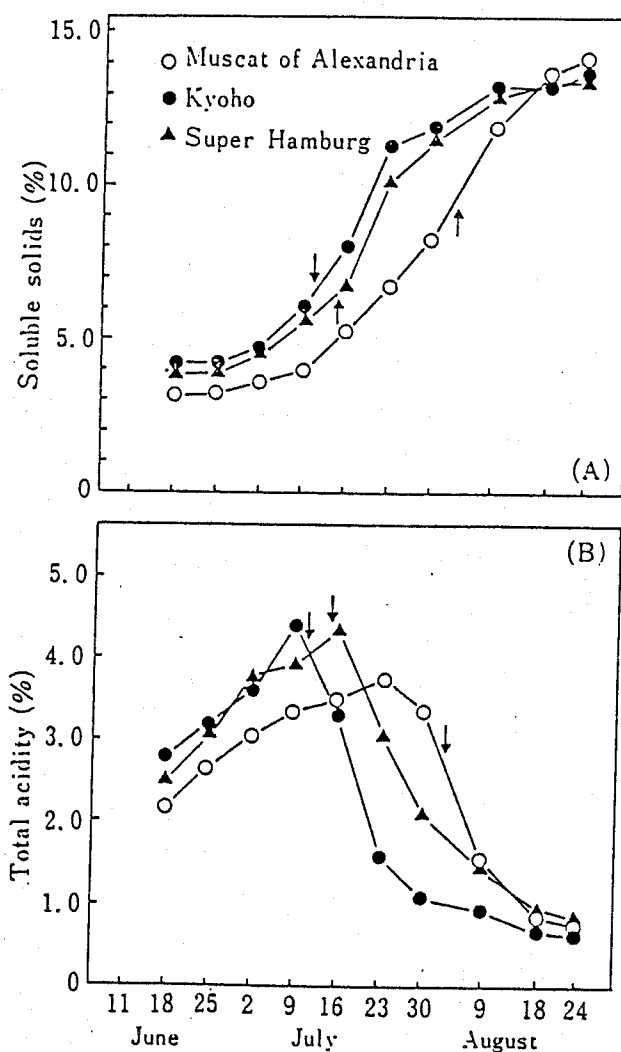 15.0
Muscat of Alexandria
Kyoho
Super Hamburg
10.0
5.0
0
Soluble solids (%)
(A)
(B)
5.0
4.0
3.0
2.0
1.0
0
Total acidity (%)
11 18 25 2 9 16 23 30 9 18 24
June July August